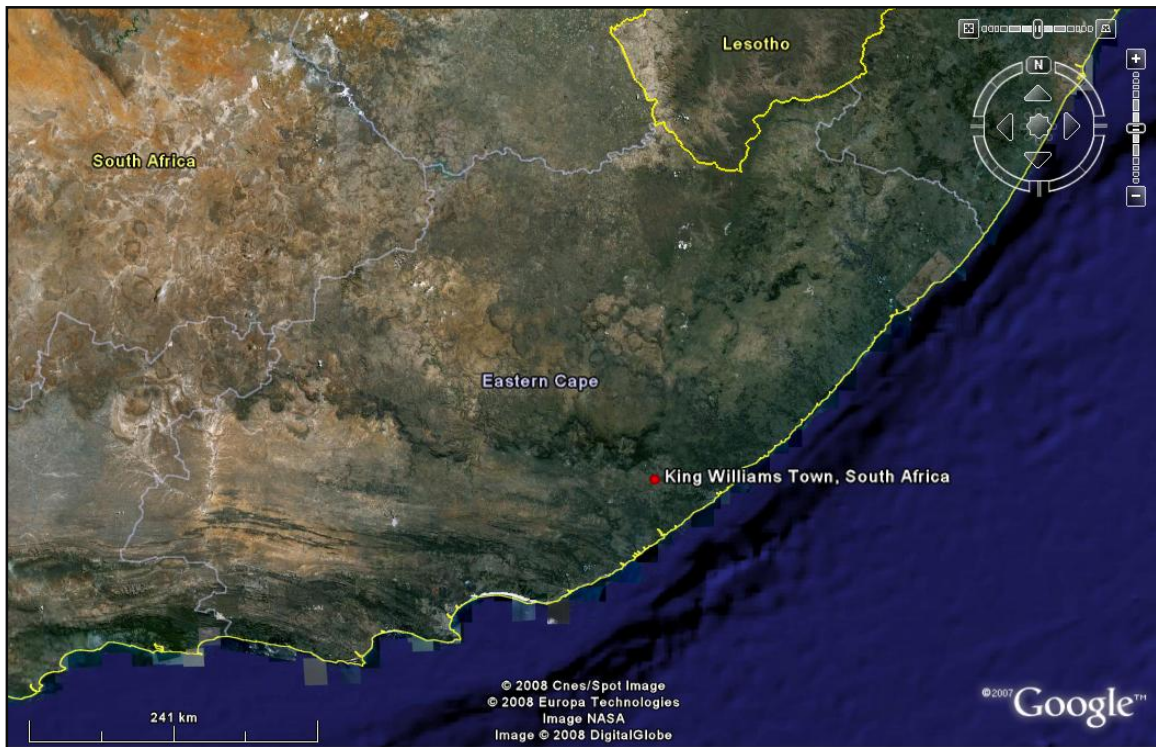 Lesotho
N
South Africa
Eastern Cape
King Williams Town, South Africa
© 2008 Cnes/Spot Image
© 2008 Europa Technologies
Image NASA
Image © 2008 DigitalGlobe
©2007 Google™
241 km